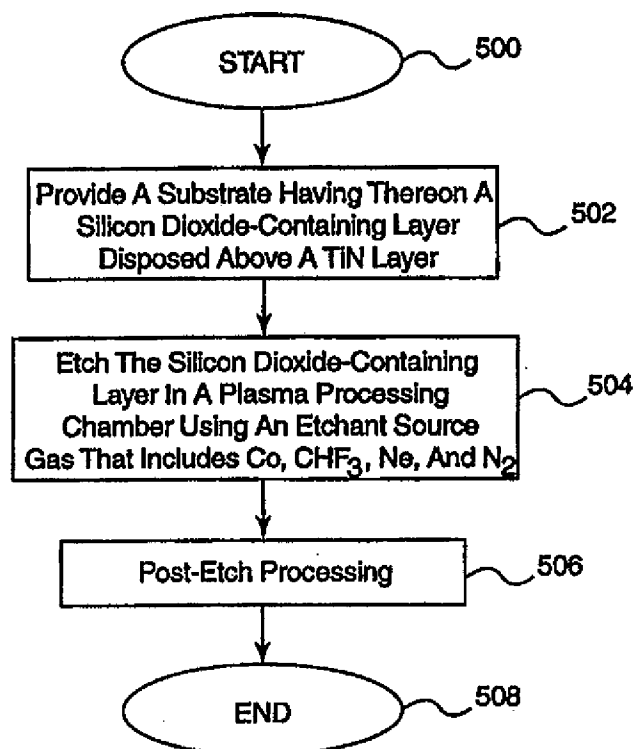 START
500
Provide A Substrate Having Thereon A
Silicon Dioxide-Containing Layer
Disposed Above A TiN Layer
502
Etch The Silicon Dioxide-Containing
Layer In A Plasma Processing
Chamber Using An Etchant Source
Gas That Includes Co, CHF3, Ne, And N2
504
Post-Etch Processing
506
END
508